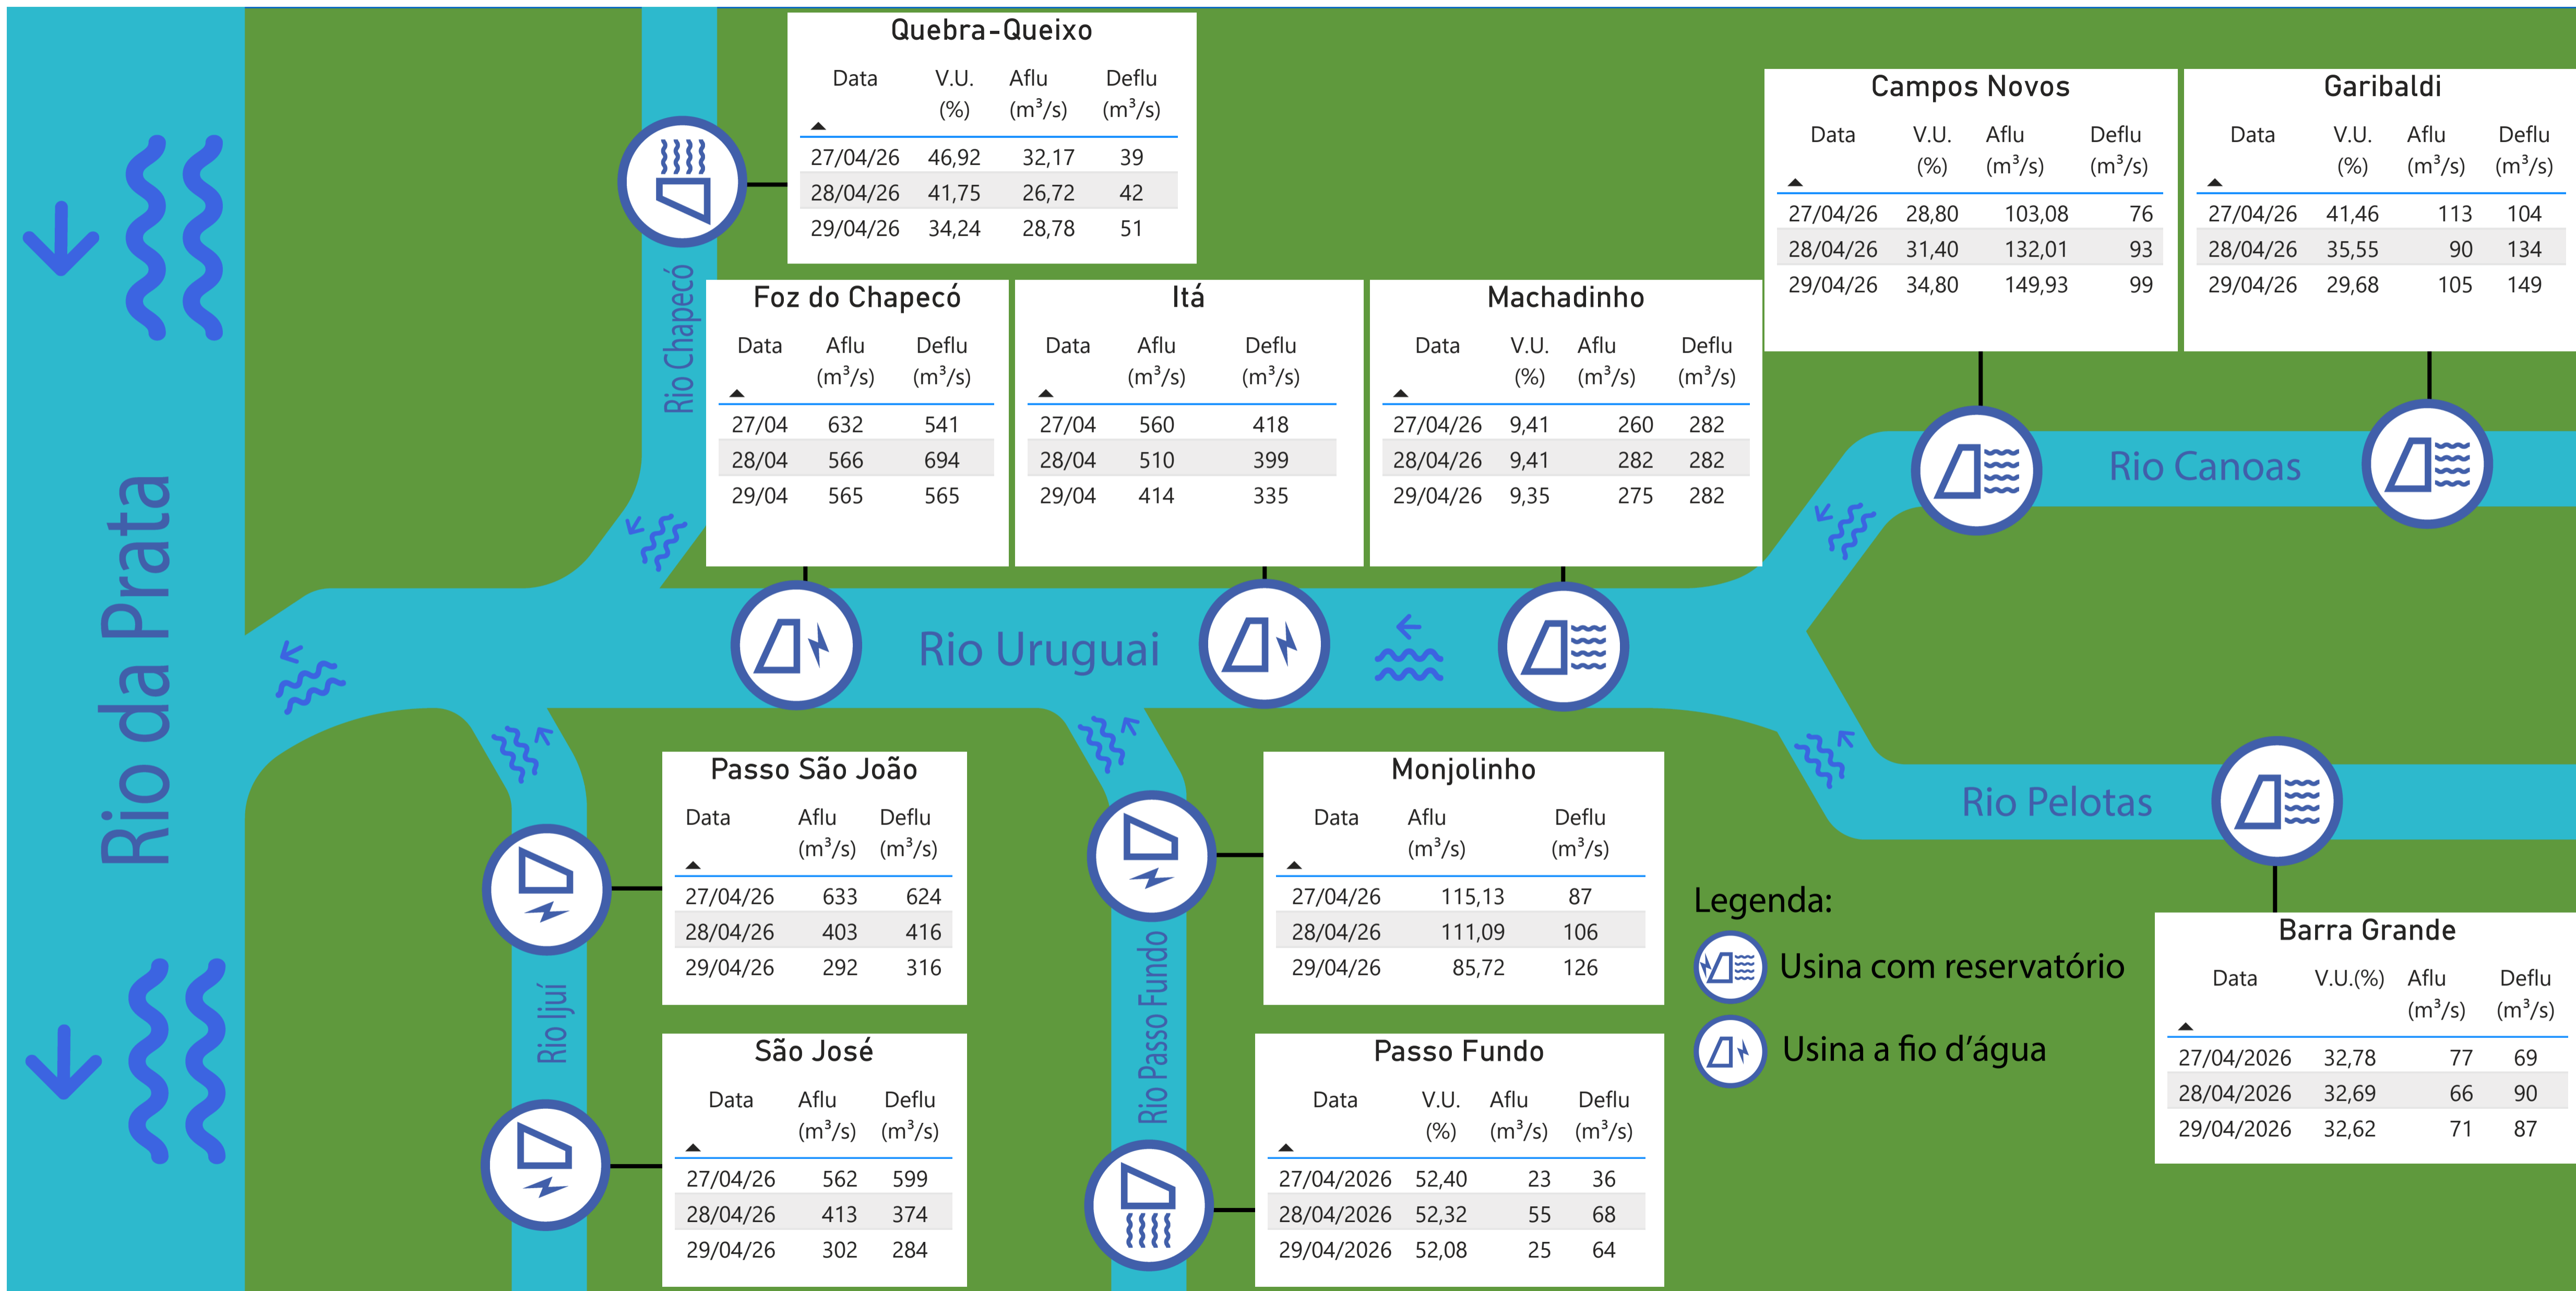 Quebra-Queixo
Data V.U. (%) Aflu (m³/s) Deflu (m³/s)
27/04/26 46,92 32,17 39
28/04/26 41,75 26,72 42
29/04/26 34,24 28,78 51
Campos Novos
Data V.U. (%) Aflu (m³/s) Deflu (m³/s)
27/04/26 28,80 103,08 76
28/04/26 31,40 132,01 93
29/04/26 34,80 149,93 99
Garibaldi
Data V.U. (%) Aflu (m³/s) Deflu (m³/s)
27/04/26 41,46 113 104
28/04/26 35,55 90 134
29/04/26 29,68 105 149
Rio Chapecó
Foz do Chapecó
Data Aflu (m³/s) Deflu (m³/s)
27/04 632 541
28/04 566 694
29/04 565 565
Itá
Data Aflu (m³/s) Deflu (m³/s)
27/04 560 418
28/04 510 399
29/04 414 335
Machadinho
Data V.U. (%) Aflu (m³/s) Deflu (m³/s)
27/04/26 9,41 260 282
28/04/26 9,41 282 282
29/04/26 9,35 275 282
Rio Canoas
Rio da Prata
Rio Uruguai
Rio Pelotas
Passo São João
Data Aflu (m³/s) Deflu (m³/s)
27/04/26 633 624
28/04/26 403 416
29/04/26 292 316
Monjolinho
Data Aflu (m³/s) Deflu (m³/s)
27/04/26 115,13 87
28/04/26 111,09 106
29/04/26 85,72 126
Legenda:
Usina com reservatório
Usina a fio d'água
Barra Grande
Data V.U.(%) Aflu (m³/s) Deflu (m³/s)
27/04/2026 32,78 77 69
28/04/2026 32,69 66 90
29/04/2026 32,62 71 87
Rio Ijuí
São José
Data Aflu (m³/s) Deflu (m³/s)
27/04/26 562 599
28/04/26 413 374
29/04/26 302 284
Rio Passo Fundo
Passo Fundo
Data V.U. (%) Aflu (m³/s) Deflu (m³/s)
27/04/2026 52,40 23 36
28/04/2026 52,32 55 68
29/04/2026 52,08 25 64